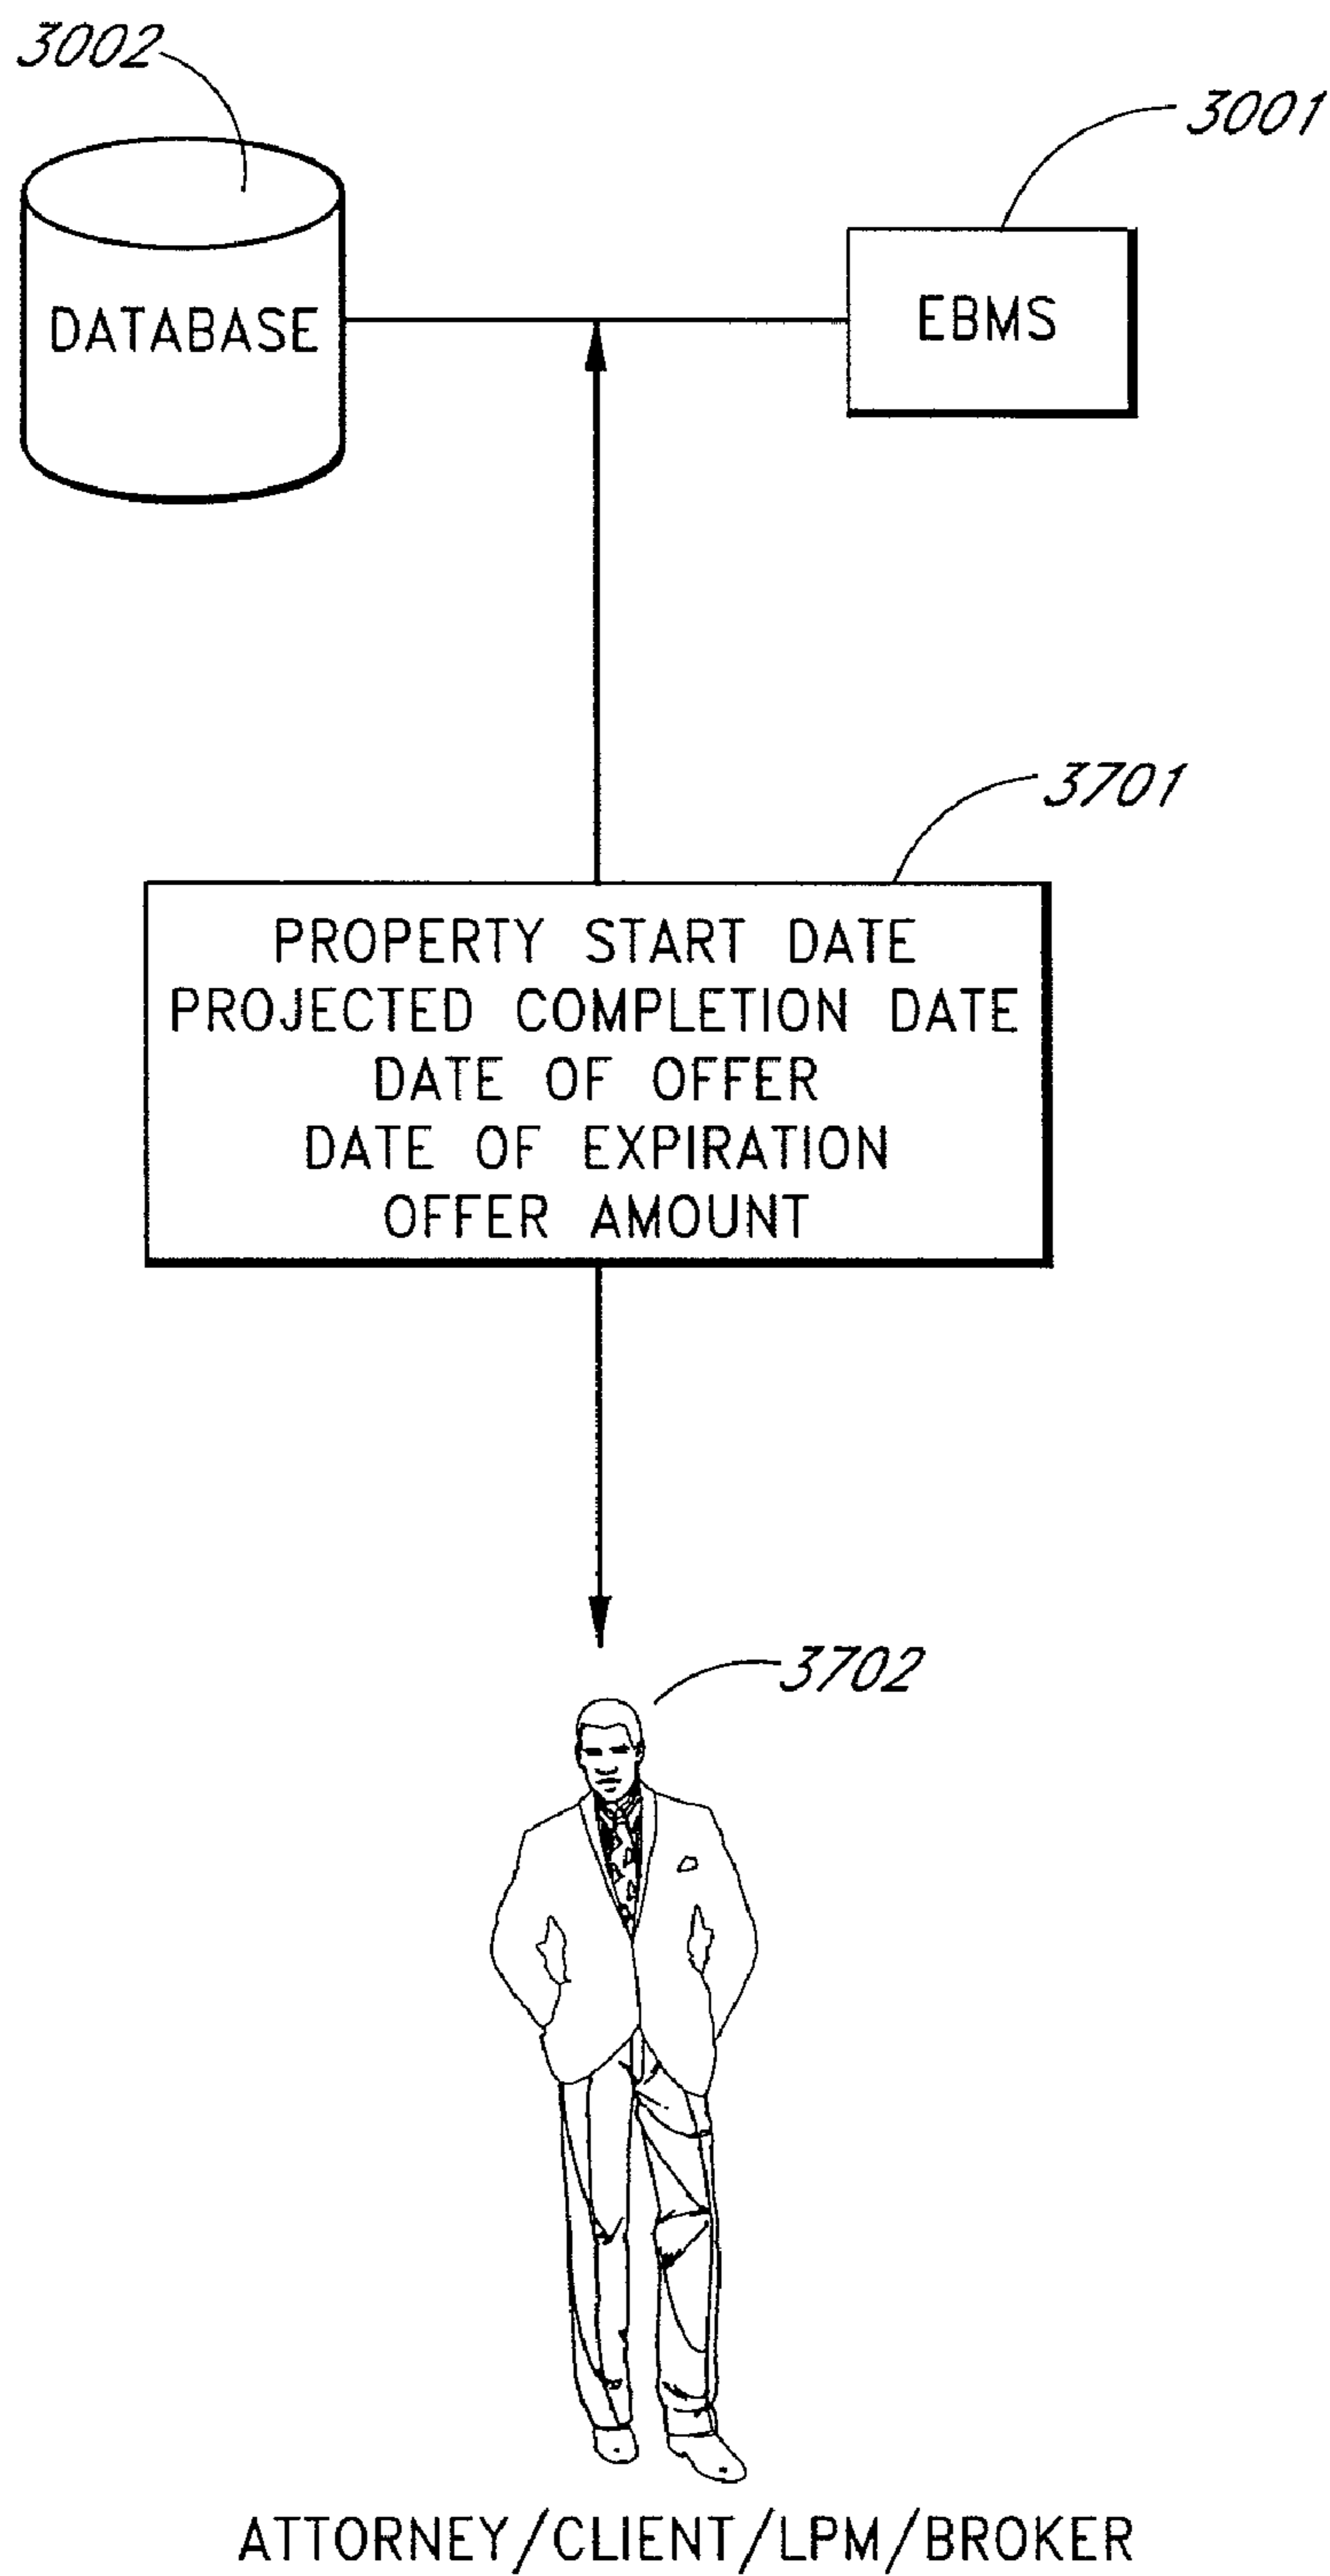 3002
3001
DATABASE
EBMS
3701
PROPERTY START DATE
PROJECTED COMPLETION DATE
DATE OF OFFER
DATE OF EXPIRATION
OFFER AMOUNT
3702
ATTORNEY/CLIENT/LPM/BROKER